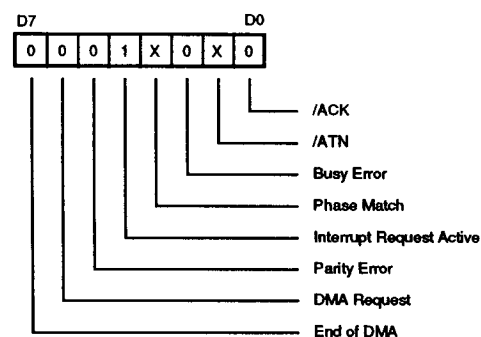 D7 D0
0 0 0 1 X 0 X 0
/ACK
/ATN
Busy Error
Phase Match
Interrupt Request Active
Parity Error
DMA Request
End of DMA